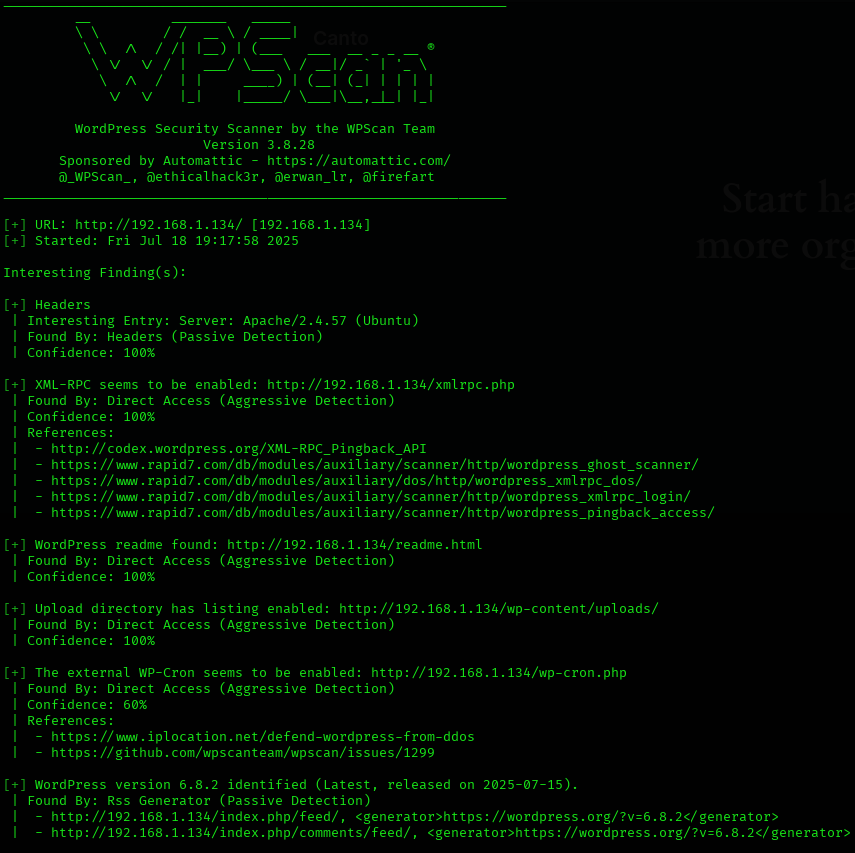 WPScan ®
Canto
WordPress Security Scanner by the WPScan Team
Version 3.8.28
Sponsored by Automattic - https://automattic.com/
@_WPScan_, @ethicalhack3r, @erwan_lr, @firefart
Start ha
more org
[+] URL: http://192.168.1.134/ [192.168.1.134]
[+] Started: Fri Jul 18 19:17:58 2025
Interesting Finding(s):
[+] Headers
| Interesting Entry: Server: Apache/2.4.57 (Ubuntu)
| Found By: Headers (Passive Detection)
| Confidence: 100%
[+] XML-RPC seems to be enabled: http://192.168.1.134/xmlrpc.php
| Found By: Direct Access (Aggressive Detection)
| Confidence: 100%
| References:
|  - http://codex.wordpress.org/XML-RPC_Pingback_API
|  - https://www.rapid7.com/db/modules/auxiliary/scanner/http/wordpress_ghost_scanner/
|  - https://www.rapid7.com/db/modules/auxiliary/dos/http/wordpress_xmlrpc_dos/
|  - https://www.rapid7.com/db/modules/auxiliary/scanner/http/wordpress_xmlrpc_login/
|  - https://www.rapid7.com/db/modules/auxiliary/scanner/http/wordpress_pingback_access/
[+] WordPress readme found: http://192.168.1.134/readme.html
| Found By: Direct Access (Aggressive Detection)
| Confidence: 100%
[+] Upload directory has listing enabled: http://192.168.1.134/wp-content/uploads/
| Found By: Direct Access (Aggressive Detection)
| Confidence: 100%
[+] The external WP-Cron seems to be enabled: http://192.168.1.134/wp-cron.php
| Found By: Direct Access (Aggressive Detection)
| Confidence: 60%
| References:
|  - https://www.iplocation.net/defend-wordpress-from-ddos
|  - https://github.com/wpscanteam/wpscan/issues/1299
[+] WordPress version 6.8.2 identified (Latest, released on 2025-07-15).
| Found By: Rss Generator (Passive Detection)
|  - http://192.168.1.134/index.php/feed/, <generator>https://wordpress.org/?v=6.8.2</generator>
|  - http://192.168.1.134/index.php/comments/feed/, <generator>https://wordpress.org/?v=6.8.2</generator>